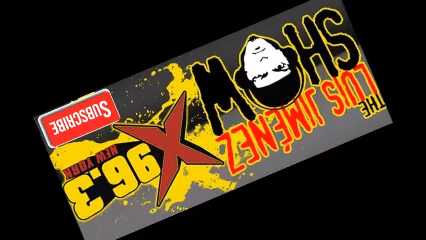 THE
LUIS JIMÉNEZ
SHOW
X
96.3
NEW YORK
SUBSCRIBE